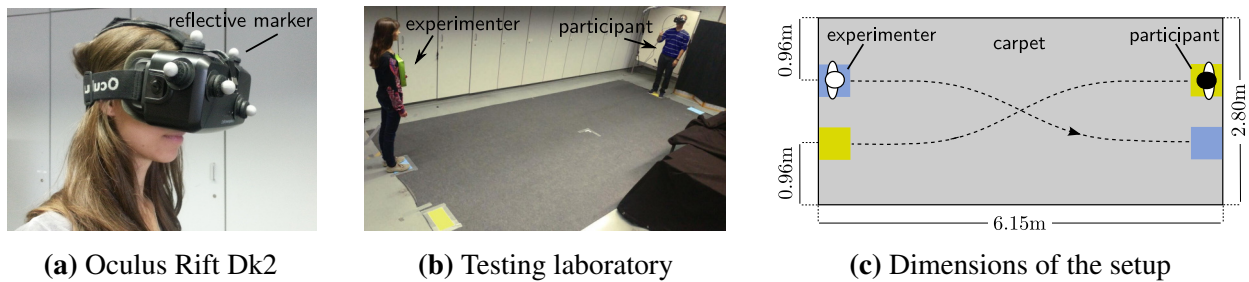 reflective marker
Oculus
experimenter
participant
experimenter
carpet
participant
0.96m
0.96m
2.80m
6.15m
(a) Oculus Rift Dk2
(b) Testing laboratory
(c) Dimensions of the setup